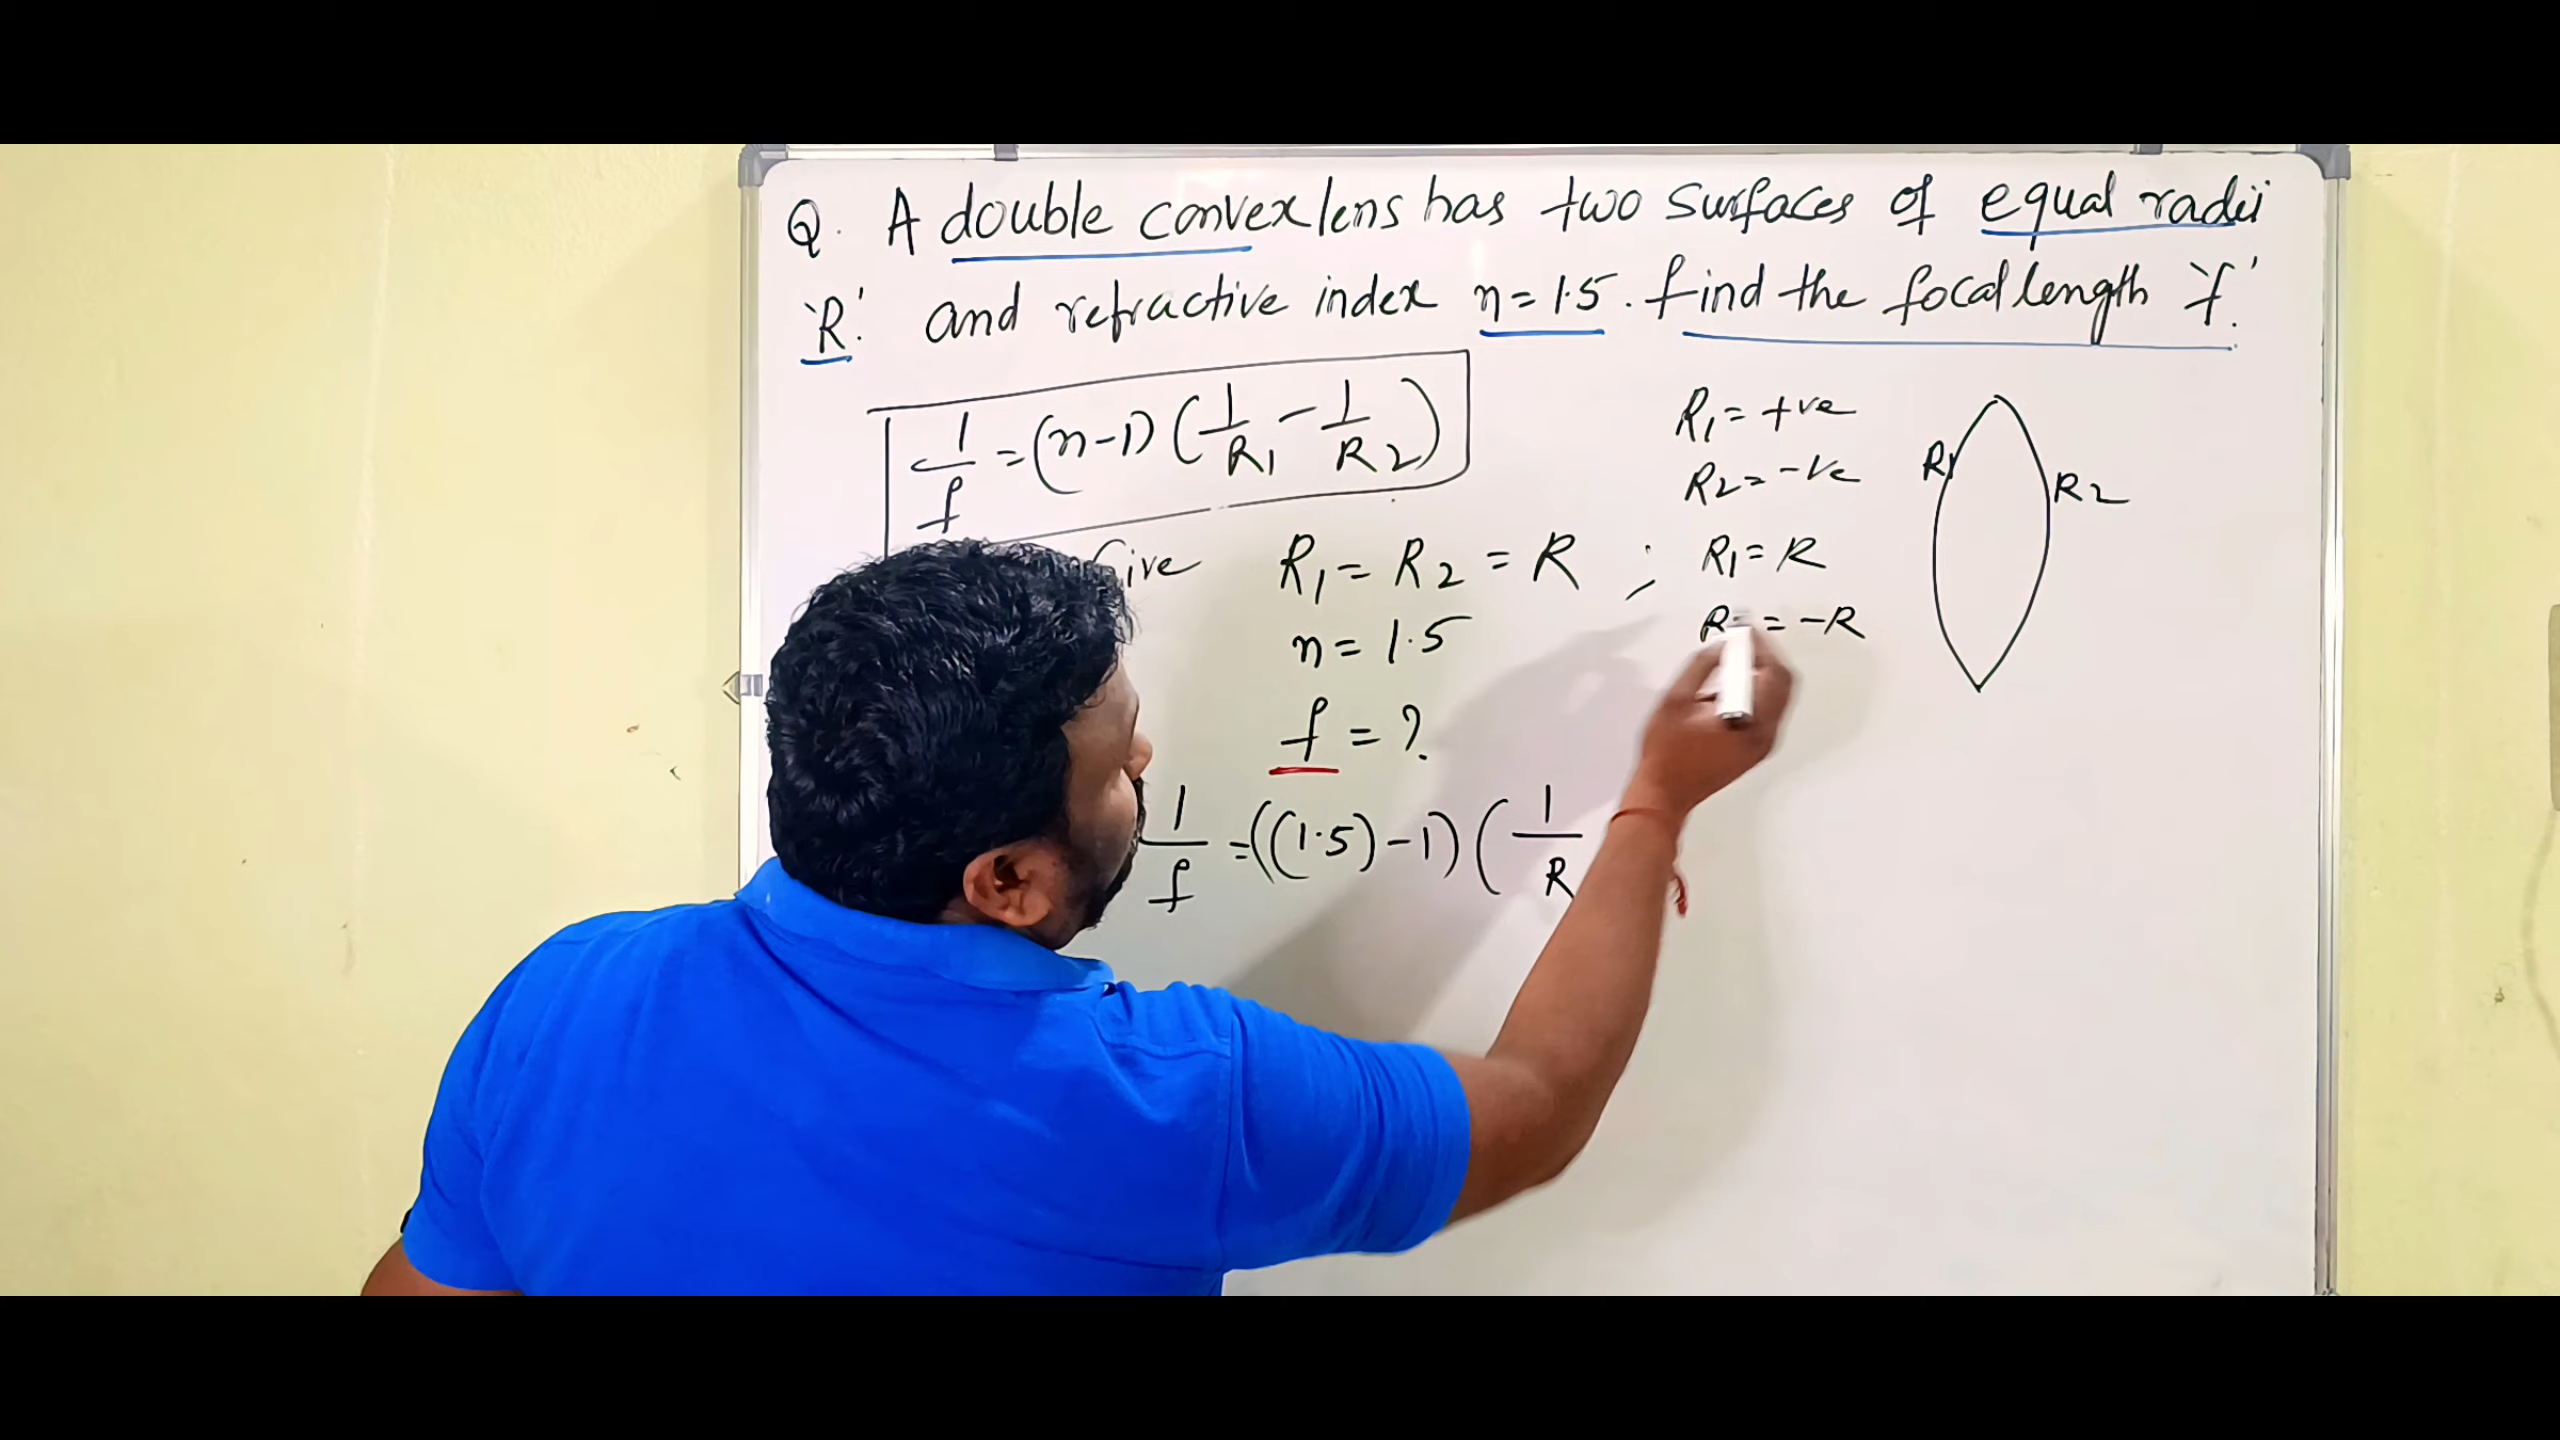 Q. A double convex lens has two surfaces of equal radii
'R'. and refractive index n = 1.5. find the focal length 'f'.
1/f = (n-1) (1/R1 - 1/R2)
R1 = +ve
R2 = -ve
R1
R2
Give R1 = R2 = R ;
R1 = R
= -R
n = 1.5
f = ?
1/f = ((1.5)-1) (1/R